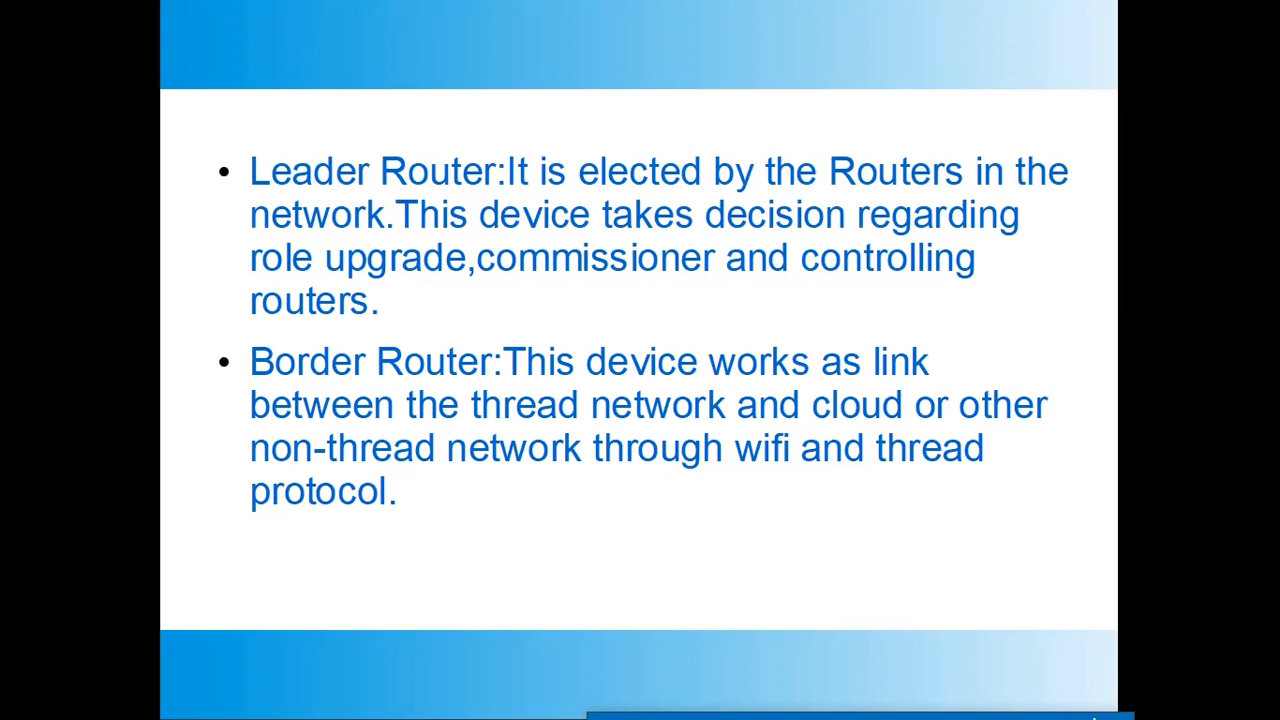 • Leader Router:It is elected by the Routers in the
network.This device takes decision regarding
role upgrade,commissioner and controlling
routers.
• Border Router:This device works as link
between the thread network and cloud or other
non-thread network through wifi and thread
protocol.